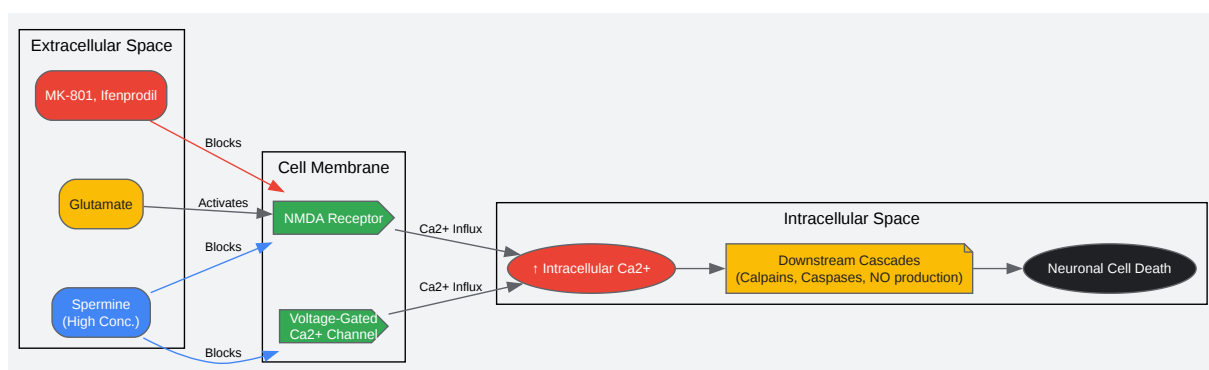 Extracellular Space
MK-801, Ifenprodil
Blocks
Cell Membrane
Glutamate
Activates
NMDA Receptor
Blocks
Spermine
(High Conc.)
Blocks
Voltage-Gated
Ca2+ Channel
Ca2+ Influx
Ca2+ Influx
Intracellular Space
↑ Intracellular Ca2+
Downstream Cascades
(Calpains, Caspases, NO production)
Neuronal Cell Death